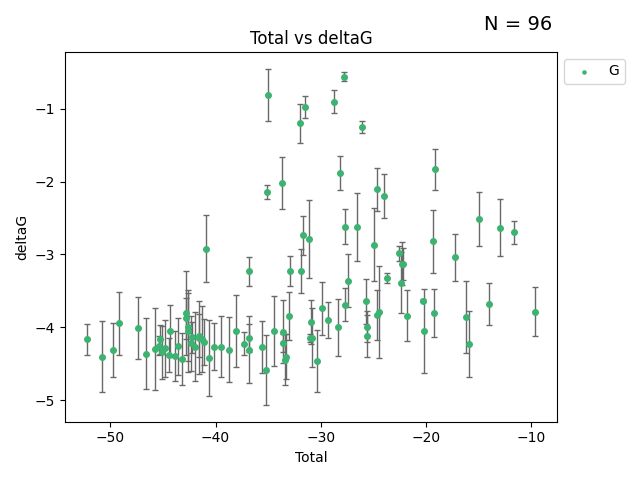 N = 96
Total vs deltaG
G
−1
−2
−3
−4
−5
deltaG
−50 −40 −30 −20 −10
Total